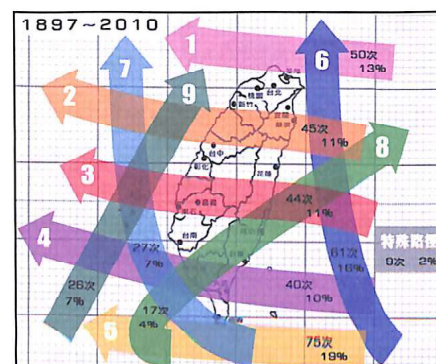 1897～2010
1
50次
13%
6
7
2
9
桃園
台北
新竹
宜蘭
45次
11%
8
台中
彰化
花蓮
3
44次
11%
嘉義
台南
4
特殊路徑
9次 2%
27次
7%
61次
16%
26次
7%
40次
10%
17次
4%
5
75次
19%